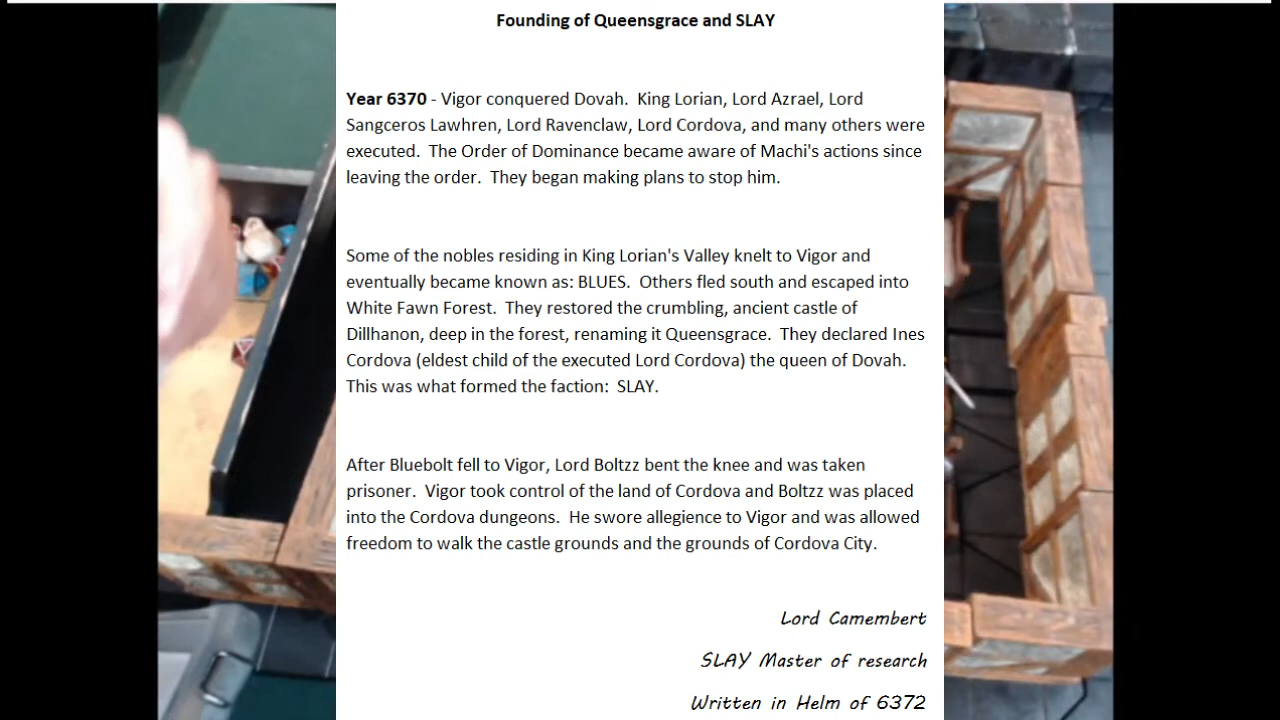 Founding of Queensgrace and SLAY
Year 6370 - Vigor conquered Dovah.  King Lorian, Lord Azrael, Lord
Sangceros Lawhren, Lord Ravenclaw, Lord Cordova, and many others were
executed.  The Order of Dominance became aware of Machi's actions since
leaving the order.  They began making plans to stop him.
Some of the nobles residing in King Lorian's Valley knelt to Vigor and
eventually became known as: BLUES.  Others fled south and escaped into
White Fawn Forest.  They restored the crumbling, ancient castle of
Dillhanon, deep in the forest, renaming it Queensgrace.  They declared Ines
Cordova (eldest child of the executed Lord Cordova) the queen of Dovah.
This was what formed the faction:  SLAY.
After Bluebolt fell to Vigor, Lord Boltzz bent the knee and was taken
prisoner.  Vigor took control of the land of Cordova and Boltzz was placed
into the Cordova dungeons.  He swore allegience to Vigor and was allowed
freedom to walk the castle grounds and the grounds of Cordova City.
Lord Camembert
SLAY Master of research
Written in Helm of 6372